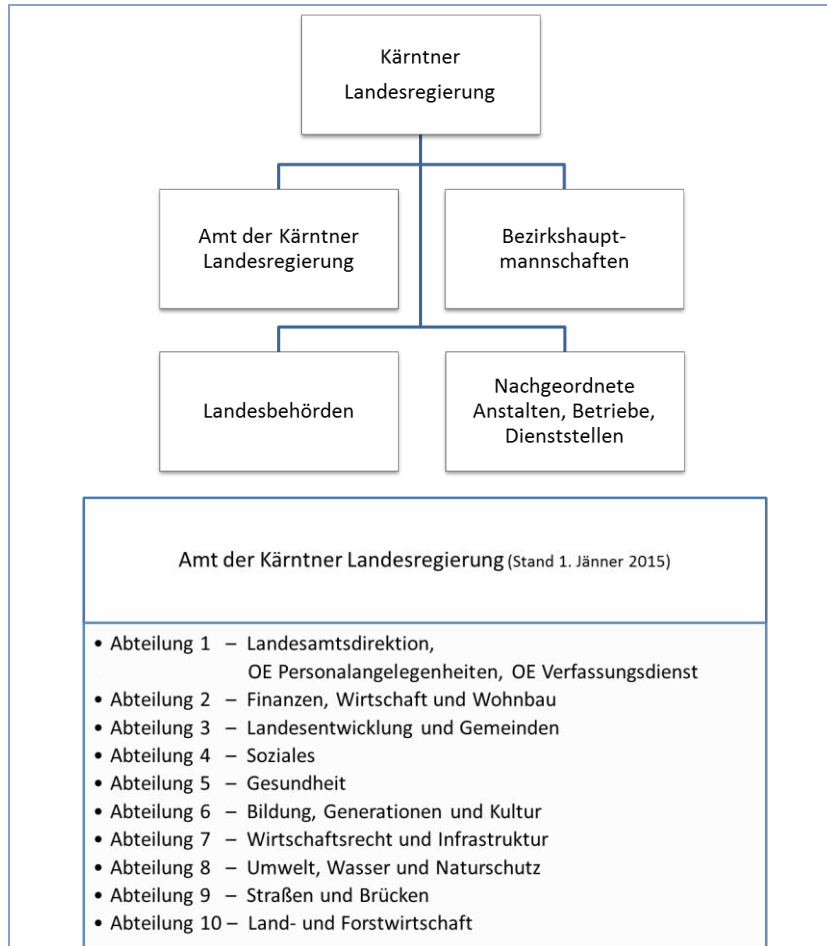 Kärntner
Landesregierung
Amt der Kärntner
Landesregierung
Bezirkshaupt-
mannschaften
Landesbehörden
Nachgeordnete
Anstalten, Betriebe,
Dienststellen
Amt der Kärntner Landesregierung (Stand 1. Jänner 2015)
• Abteilung 1 – Landesamtsdirektion,
OE Personalangelegenheiten, OE Verfassungsdienst
• Abteilung 2 – Finanzen, Wirtschaft und Wohnbau
• Abteilung 3 – Landesentwicklung und Gemeinden
• Abteilung 4 – Soziales
• Abteilung 5 – Gesundheit
• Abteilung 6 – Bildung, Generationen und Kultur
• Abteilung 7 – Wirtschaftsrecht und Infrastruktur
• Abteilung 8 – Umwelt, Wasser und Naturschutz
• Abteilung 9 – Straßen und Brücken
• Abteilung 10 – Land- und Forstwirtschaft